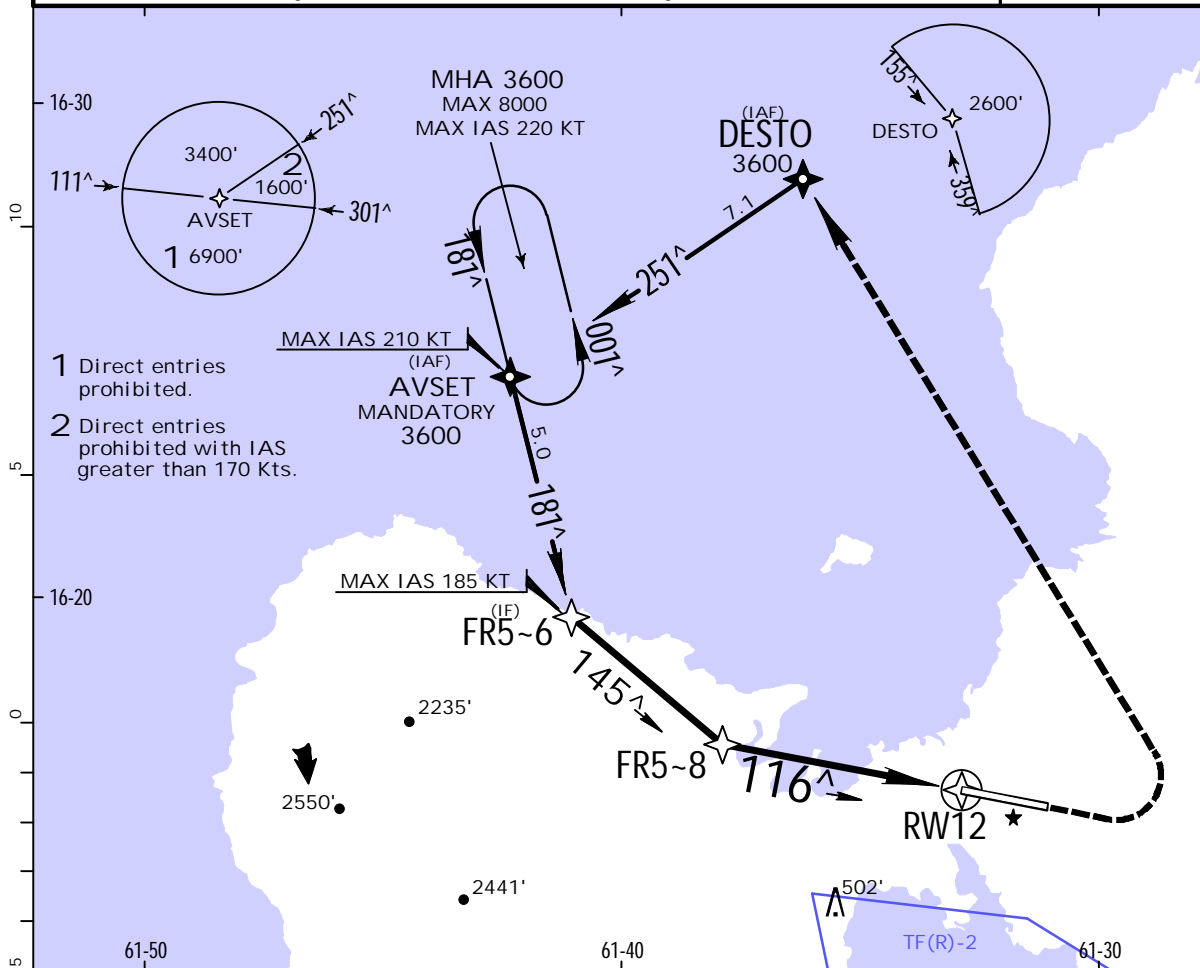 16-30
10
5
16-20
0
5
61-50
61-40
61-30
111^
251^
301^
3400'
2
1600'
AVSET
1 6900'
1 Direct entries
prohibited.
2 Direct entries
prohibited with IAS
greater than 170 Kts.
MHA 3600
MAX 8000
MAX IAS 220 KT
181^
001^
MAX IAS 210 KT
(IAF)
AVSET
MANDATORY
3600
5.0
181^
(IAF)
DESTO
3600
7.1
251^
155^
2600'
DESTO
359^
MAX IAS 185 KT
(IF)
FR5~6
145^
FR5~8
116^
RW12
2235'
2550'
2441'
502'
TF(R)-2